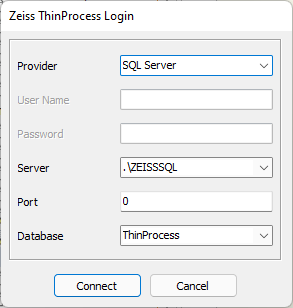 Zeiss ThinProcess Login
Provider SQL Server
User Name
Password
Server .\ZEISSSQL
Port 0
Database ThinProcess
Connect Cancel